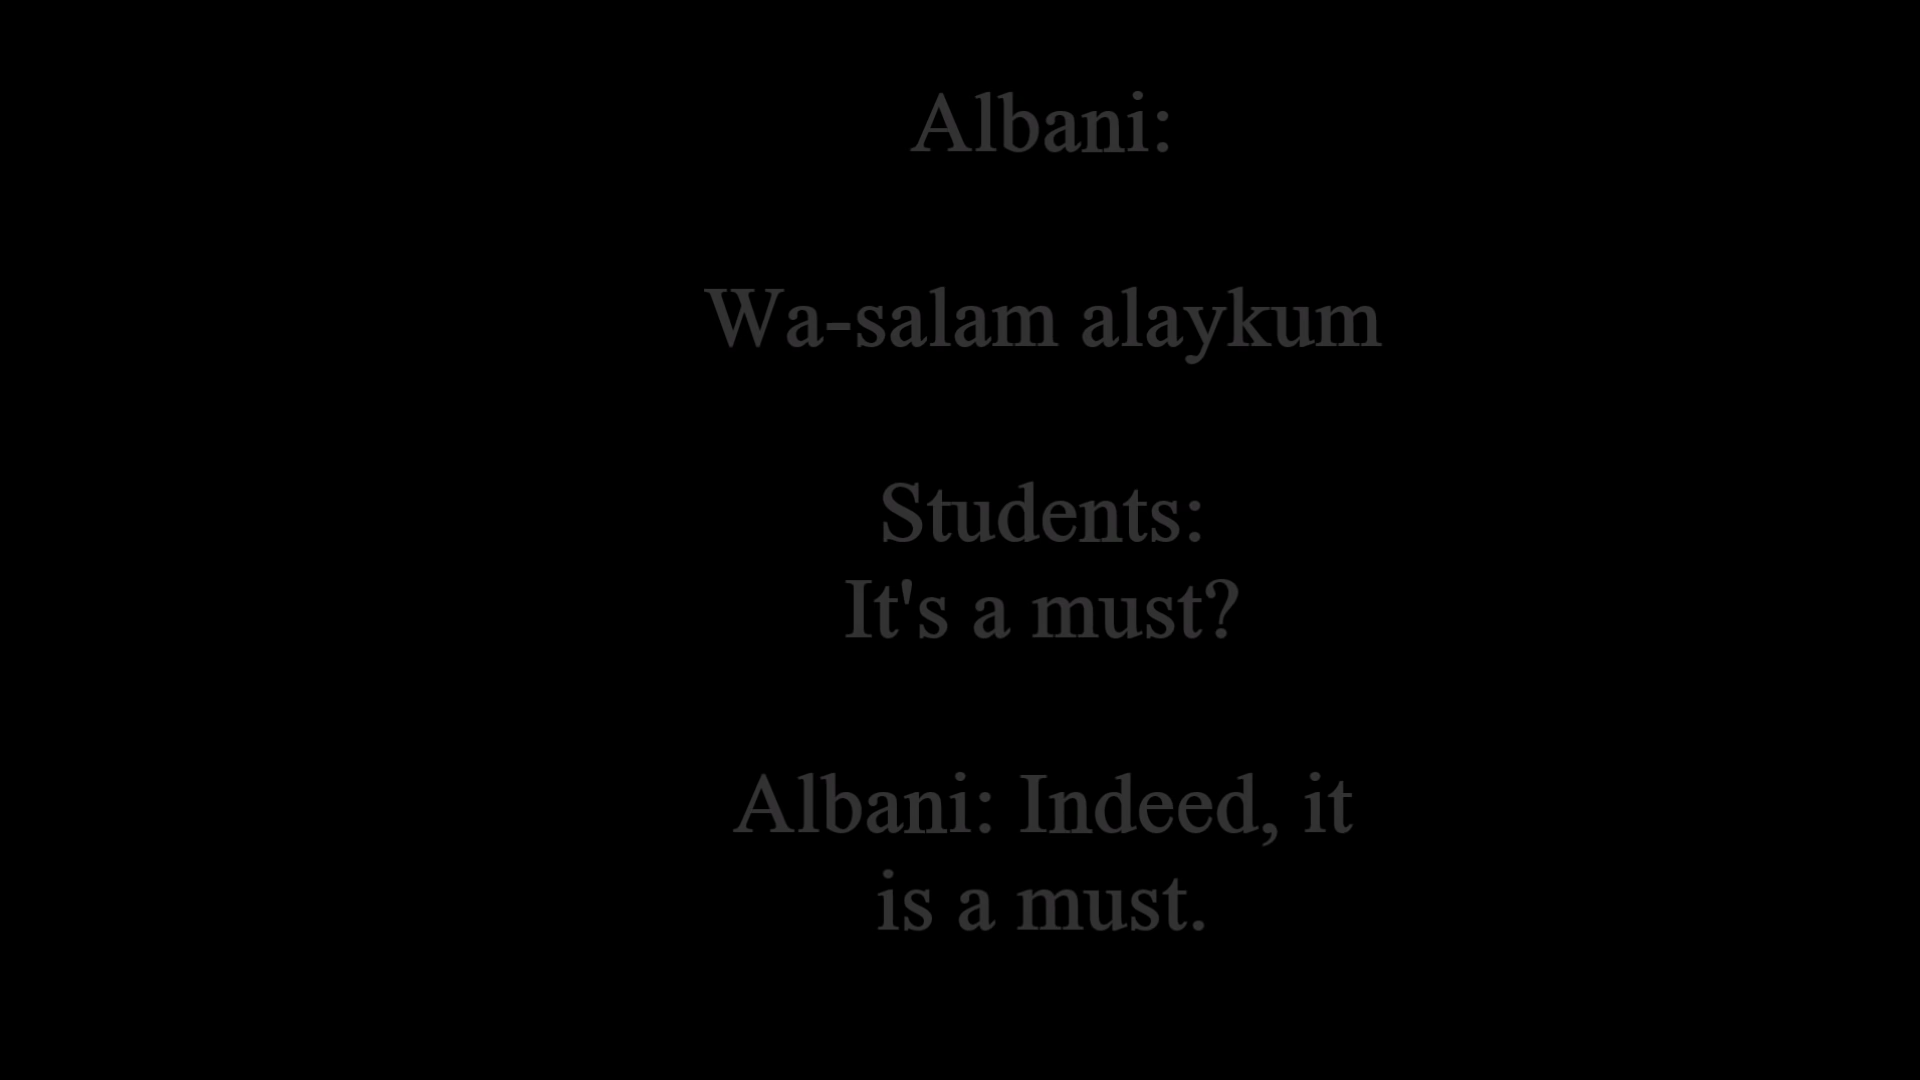 Albani:
Wa-salam alaykum
Students:
It's a must?
Albani: Indeed, it
is a must.